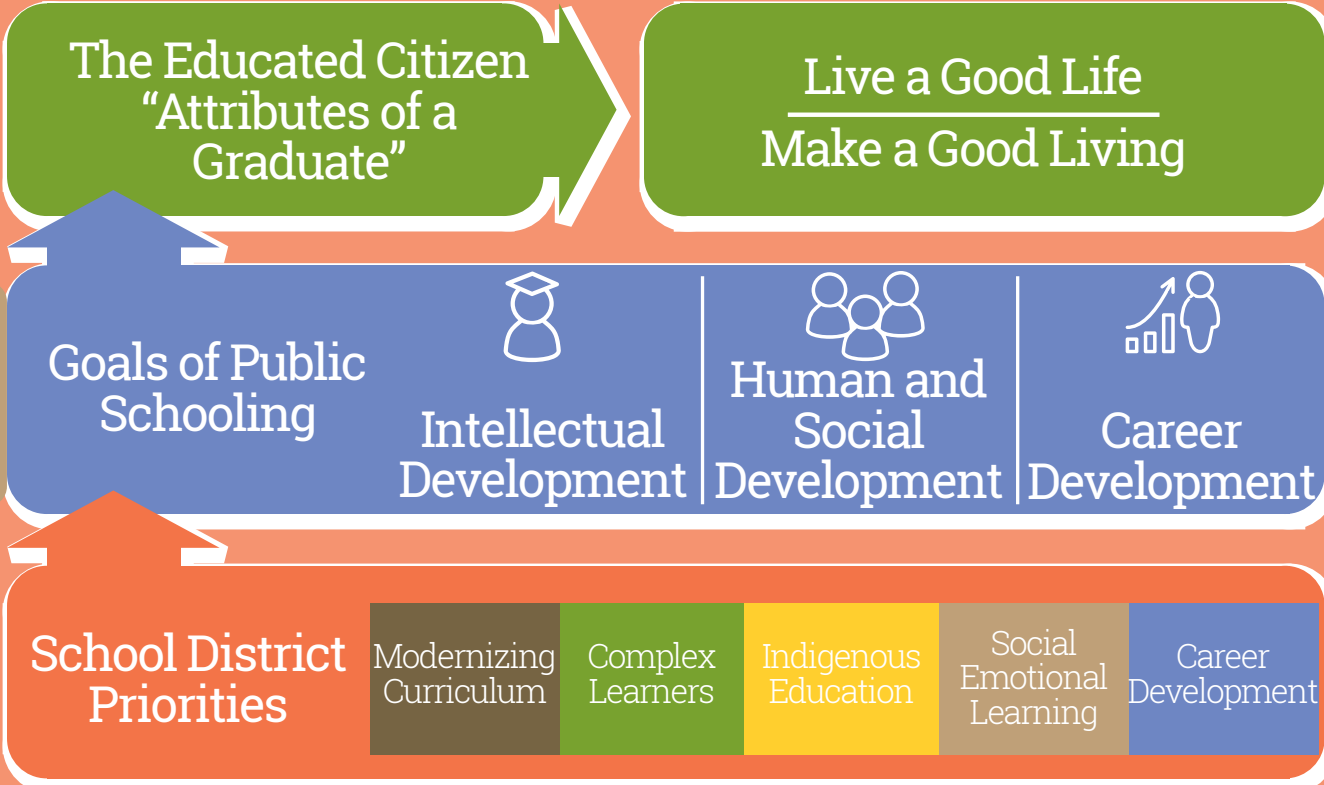 The Educated Citizen
“Attributes of a
Graduate”
Live a Good Life
Make a Good Living
Goals of Public
Schooling
Intellectual
Development
Human and
Social
Development
Career
Development
School District
Priorities
Modernizing
Curriculum
Complex
Learners
Indigenous
Education
Social
Emotional
Learning
Career
Development